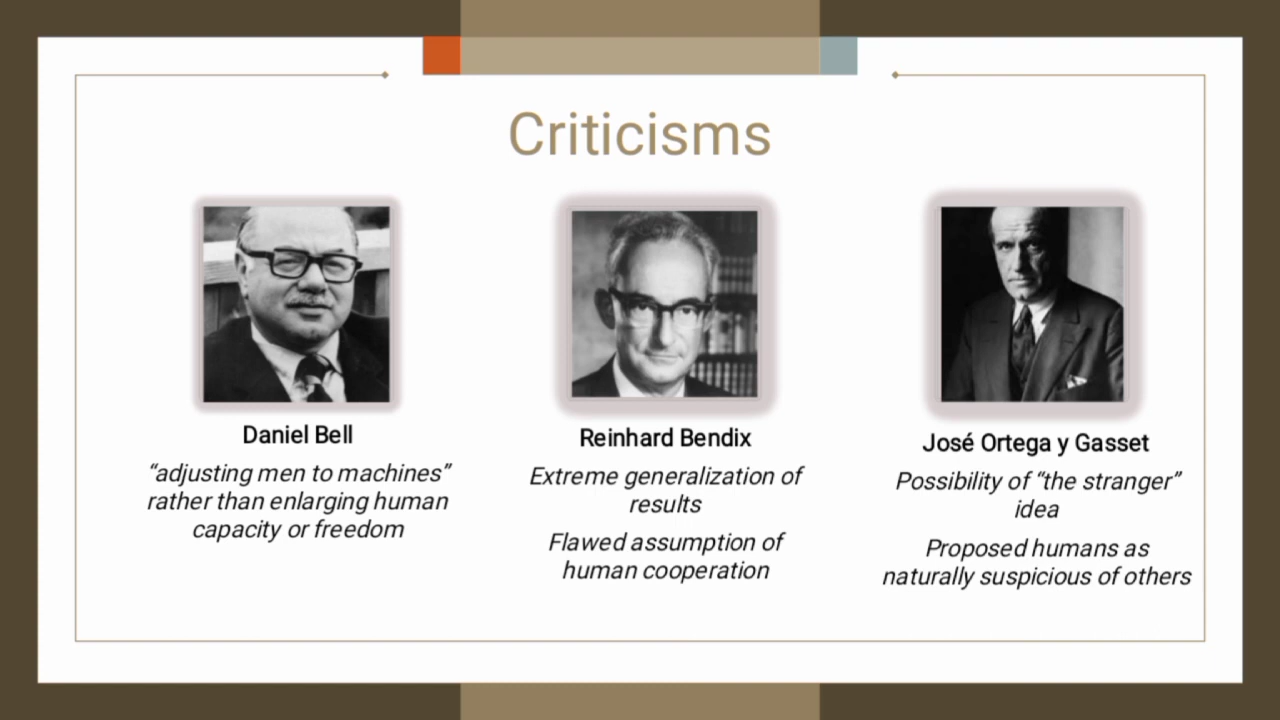 Criticisms
Daniel Bell
“adjusting men to machines”
rather than enlarging human
capacity or freedom
Reinhard Bendix
Extreme generalization of
results
Flawed assumption of
human cooperation
José Ortega y Gasset
Possibility of “the stranger”
idea
Proposed humans as
naturally suspicious of others